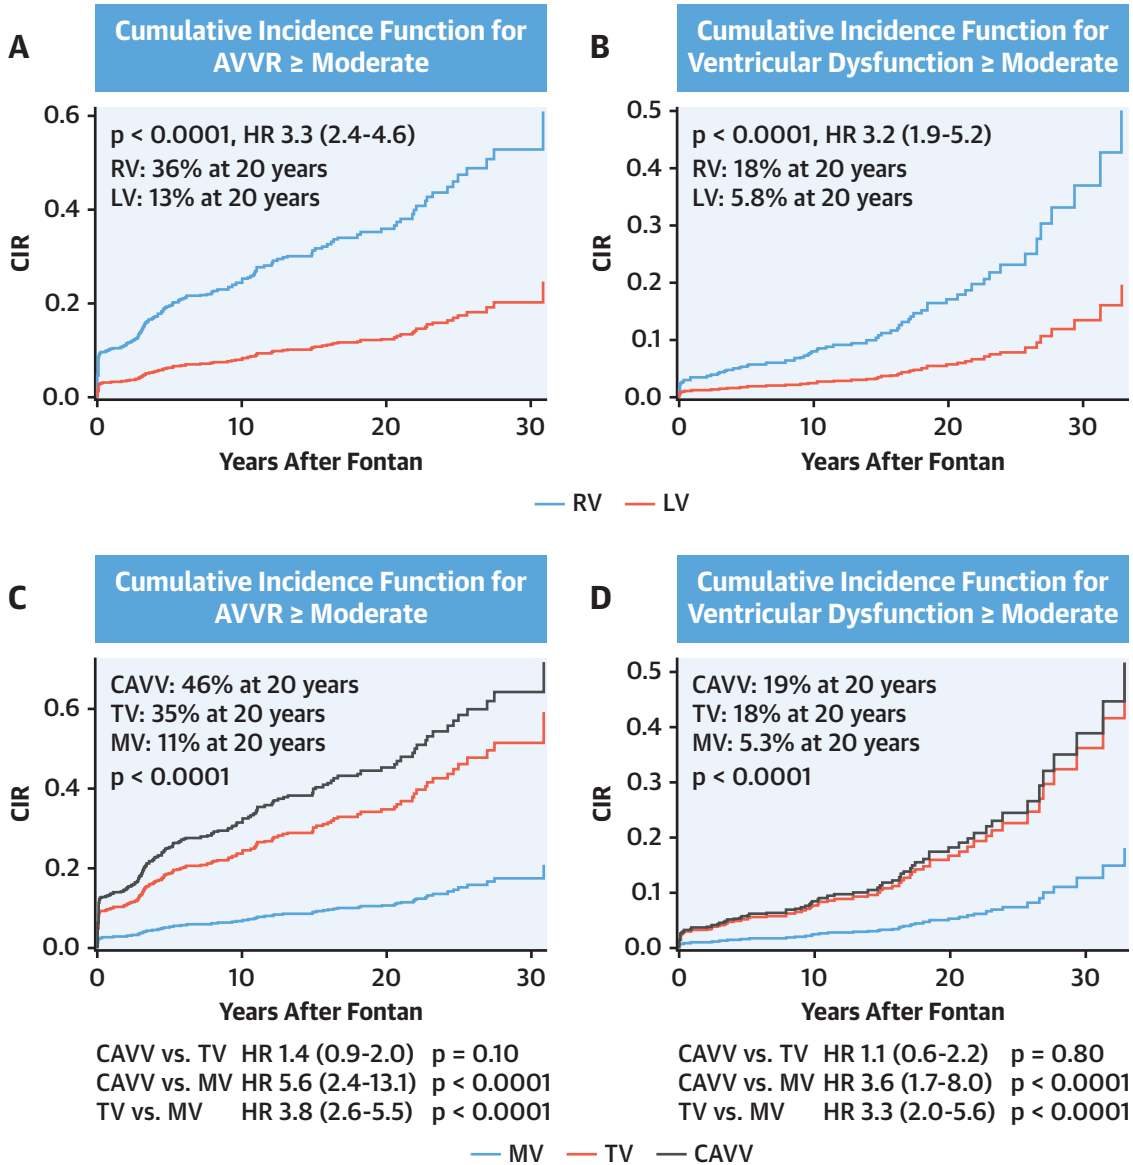 A
Cumulative Incidence Function for
AVVR ≥ Moderate
p < 0.0001, HR 3.3 (2.4-4.6)
RV: 36% at 20 years
LV: 13% at 20 years
CIR
0.6
0.4
0.2
0.0
0 10 20 30
Years After Fontan
B
Cumulative Incidence Function for
Ventricular Dysfunction ≥ Moderate
p < 0.0001, HR 3.2 (1.9-5.2)
RV: 18% at 20 years
LV: 5.8% at 20 years
CIR
0.5
0.4
0.3
0.2
0.1
0.0
0 10 20 30
Years After Fontan
RV LV
C
Cumulative Incidence Function for
AVVR ≥ Moderate
CAVV: 46% at 20 years
TV: 35% at 20 years
MV: 11% at 20 years
p < 0.0001
CIR
0.6
0.4
0.2
0.0
0 10 20 30
Years After Fontan
CAVV vs. TV HR 1.4 (0.9-2.0) p = 0.10
CAVV vs. MV HR 5.6 (2.4-13.1) p < 0.0001
TV vs. MV HR 3.8 (2.6-5.5) p < 0.0001
D
Cumulative Incidence Function for
Ventricular Dysfunction ≥ Moderate
CAVV: 19% at 20 years
TV: 18% at 20 years
MV: 5.3% at 20 years
p < 0.0001
CIR
0.5
0.4
0.3
0.2
0.1
0.0
0 10 20 30
Years After Fontan
CAVV vs. TV HR 1.1 (0.6-2.2) p = 0.80
CAVV vs. MV HR 3.6 (1.7-8.0) p < 0.0001
TV vs. MV HR 3.3 (2.0-5.6) p < 0.0001
MV TV CAVV